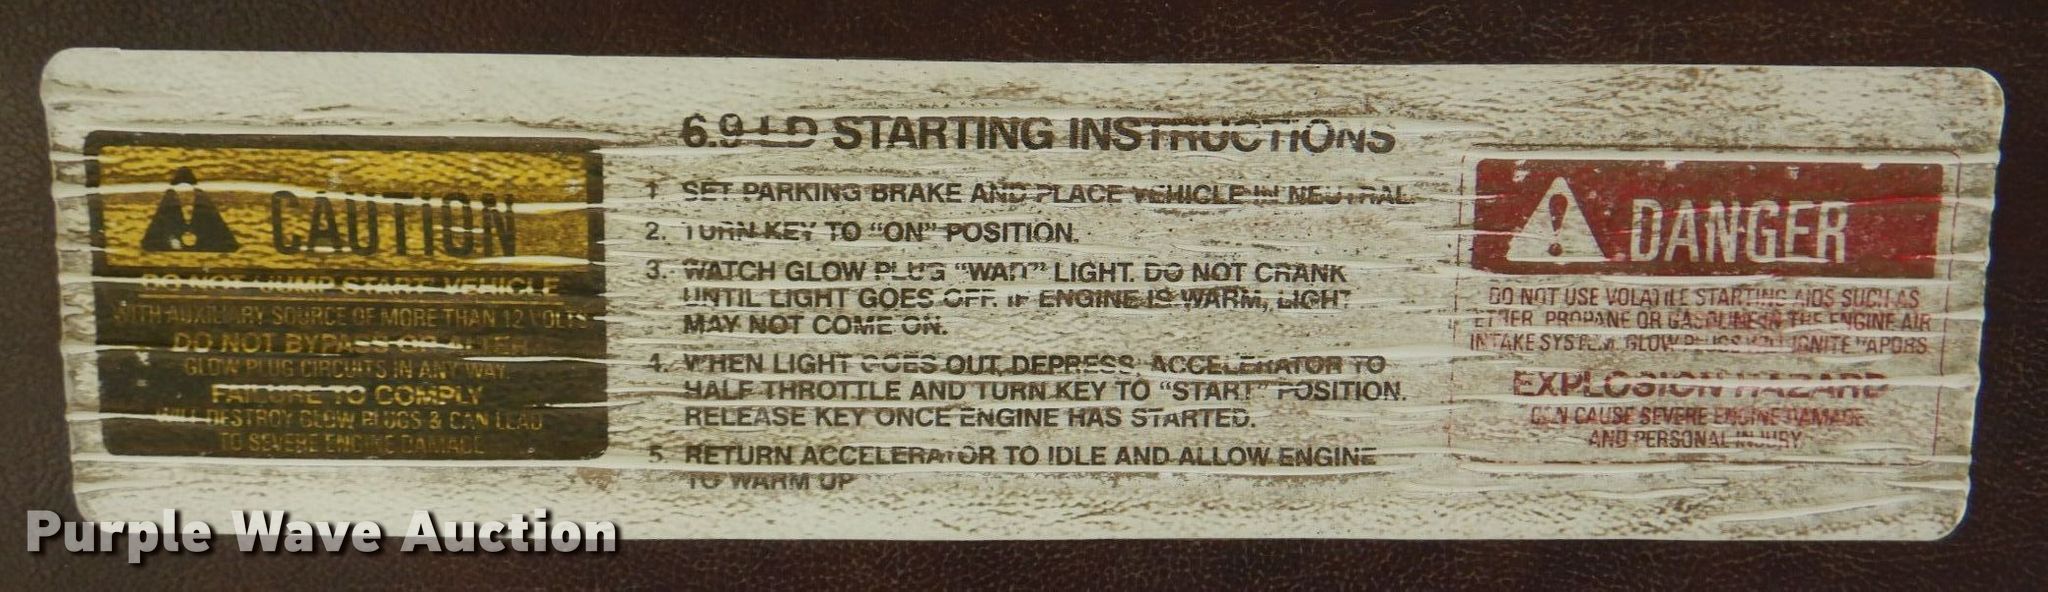 CAUTION
DO NOT JUMP START VEHICLE
WITH AUXILIARY SOURCE OF MORE THAN 12 VOLTS
DO NOT BYPASS OR ALTER
GLOW PLUG CIRCUITS IN ANY WAY
FAILURE TO COMPLY
WILL DESTROY GLOW PLUGS & CAN LEAD
TO SEVERE ENGINE DAMAGE
6.9 L D STARTING INSTRUCTIONS
1. SET PARKING BRAKE AND PLACE VEHICLE IN NEUTRAL.
2. TURN KEY TO “ON” POSITION.
3. WATCH GLOW PLUG “WAIT” LIGHT. DO NOT CRANK
UNTIL LIGHT GOES OFF. IF ENGINE IS WARM, LIGHT
MAY NOT COME ON.
4. WHEN LIGHT GOES OUT, DEPRESS, ACCELERATOR TO
HALF THROTTLE AND TURN KEY TO “START” POSITION.
RELEASE KEY ONCE ENGINE HAS STARTED.
5. RETURN ACCELERATOR TO IDLE AND ALLOW ENGINE
TO WARM UP
DANGER
DO NOT USE VOLATILE STARTING AIDS SUCH AS
ETHER, PROPANE OR GASOLINE IN THE ENGINE AIR
INTAKE SYSTEM. GLOW PLUGS WILL IGNITE VAPORS
EXPLOSION HAZARD
CAN CAUSE SEVERE ENGINE DAMAGE
AND PERSONAL INJURY
Purple Wave Auction